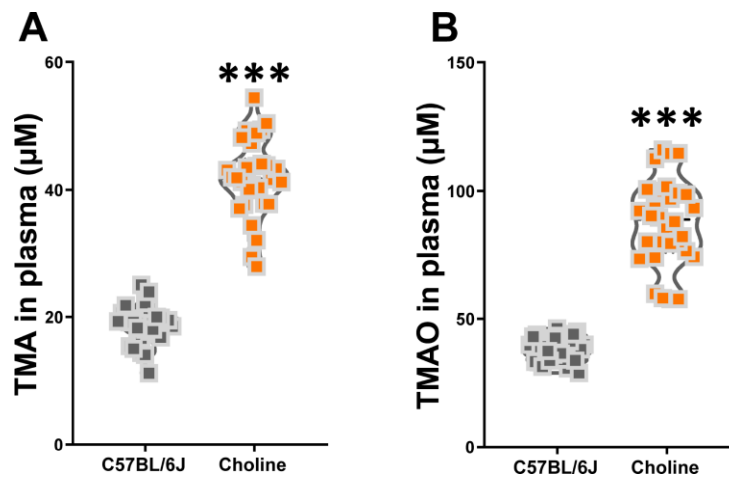 A
TMA in plasma (µM)
60
40
20
0
***
C57BL/6J Choline
B
TMAO in plasma (µM)
150
100
50
0
***
C57BL/6J Choline